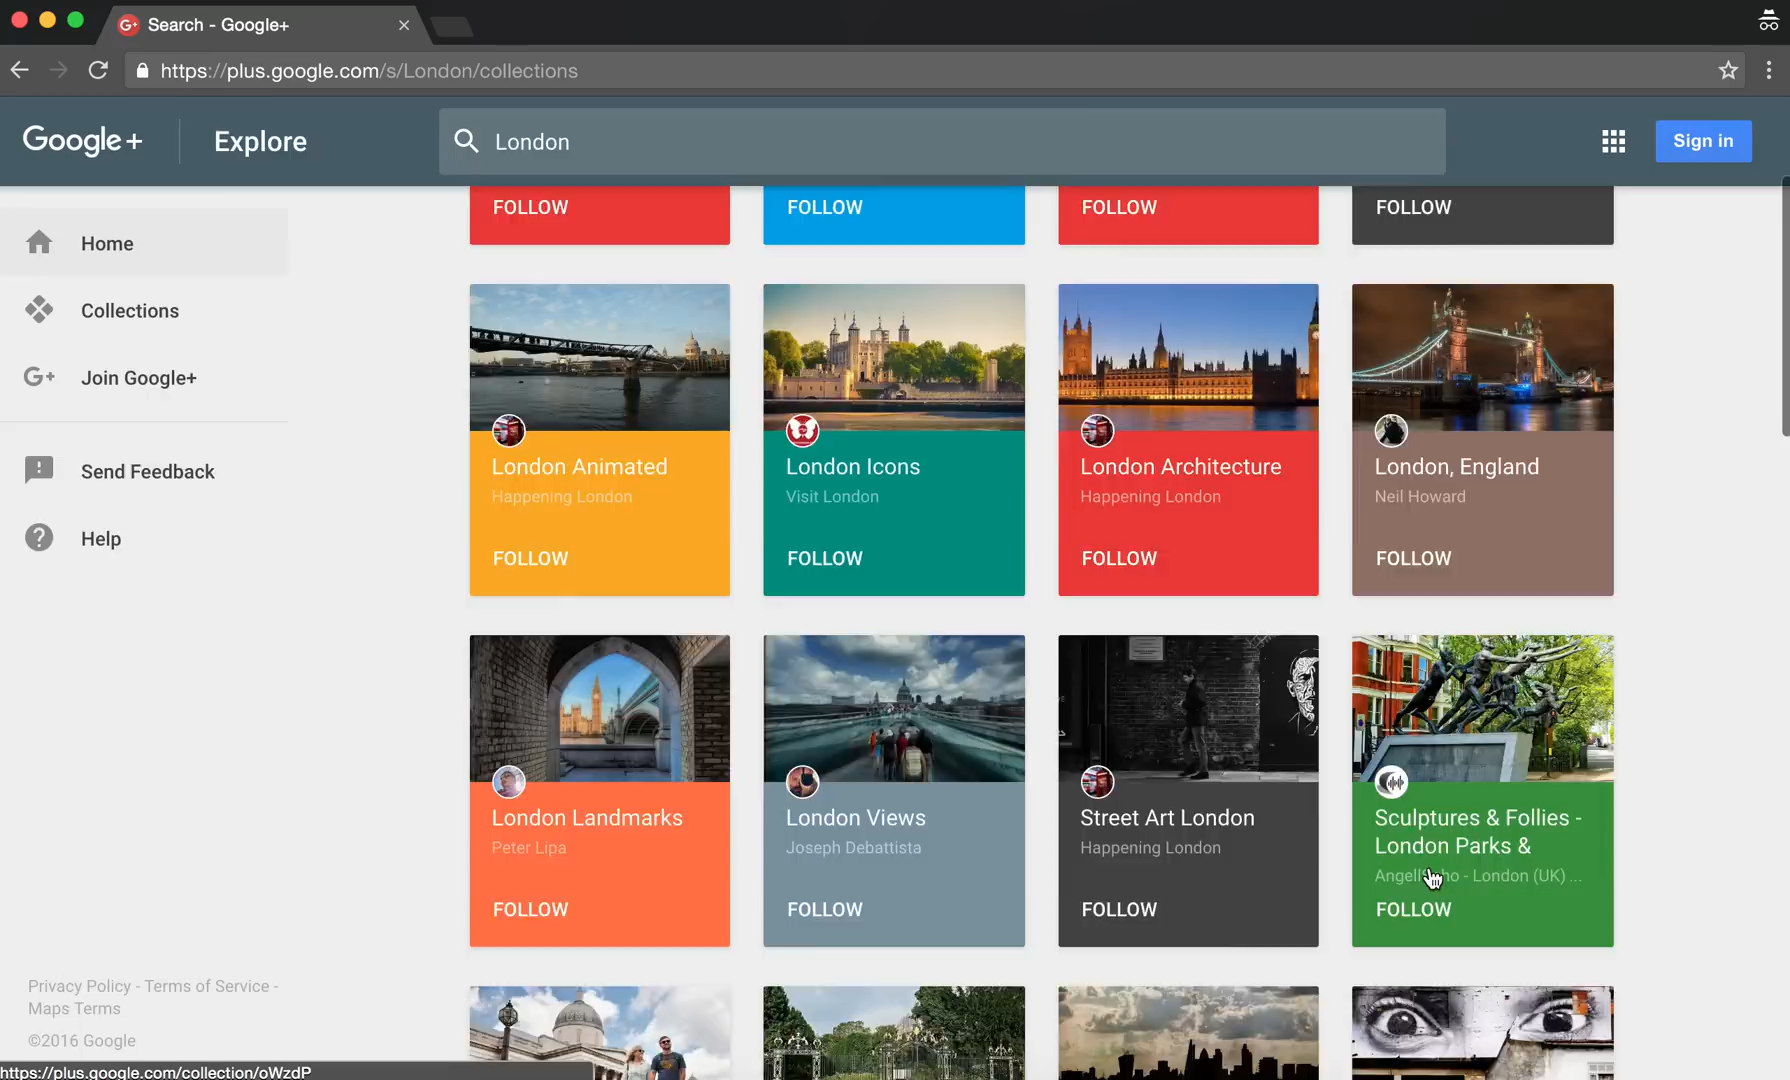 Search - Google+
https://plus.google.com/s/London/collections
Google+
Explore
London
Sign in
FOLLOW
FOLLOW
FOLLOW
FOLLOW
Home
Collections
Join Google+
Send Feedback
Help
London Animated
Happening London
FOLLOW
London Icons
Visit London
FOLLOW
London Architecture
Happening London
FOLLOW
London, England
Neil Howard
FOLLOW
London Landmarks
Peter Lipa
FOLLOW
London Views
Joseph Debattista
FOLLOW
Street Art London
Happening London
FOLLOW
Sculptures & Follies -
London Parks &
- London (UK) ...
FOLLOW
Privacy Policy - Terms of Service -
Maps Terms
©2016 Google
https://plus.google.com/collection/oWzdP